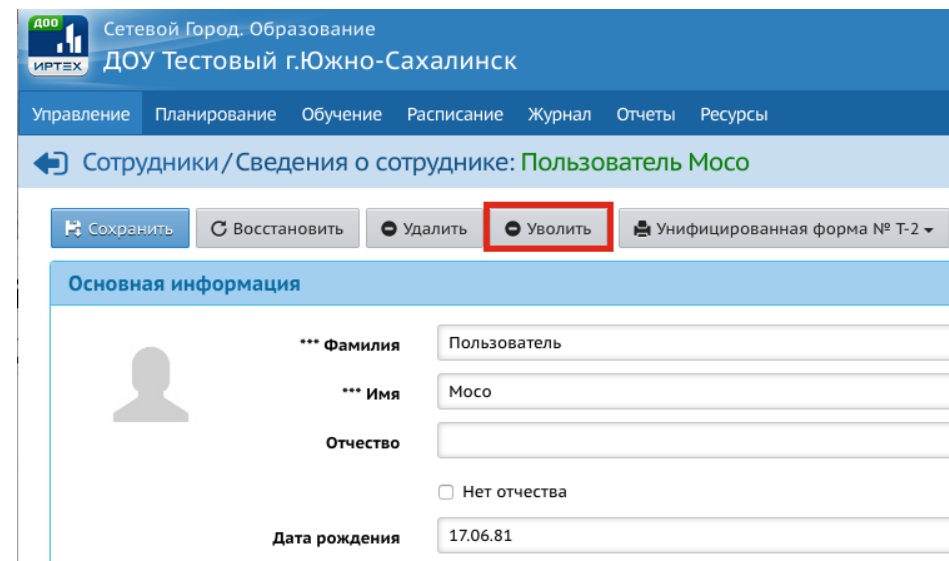 ДОО
ИРТЕХ
Сетевой Город. Образование
ДОУ Тестовый г.Южно-Сахалинск
Управление Планирование Обучение Расписание Журнал Отчеты Ресурсы
Сотрудники/Сведения о сотруднике: Пользователь Мосо
Сохранить Восстановить Удалить Уволить Унифицированная форма № Т-2
Основная информация
*** Фамилия Пользователь
*** Имя Мосо
Отчество
Нет отчества
Дата рождения 17.06.81